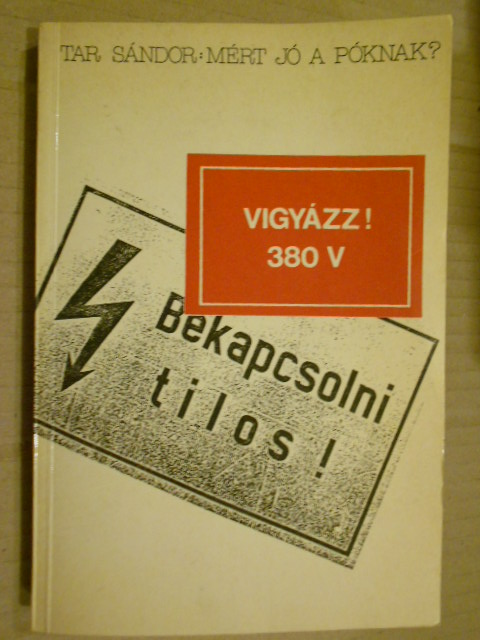 TAR SÁNDOR: MÉRT JÓ A PÓKNAK?
VIGYÁZZ!
380 V
Bekapcsolni
tilos!